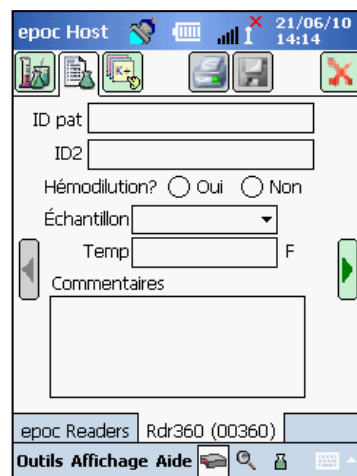 epoc Host 21/06/10
14:14
K+
ID pat
ID2
Hémodilution? Oui Non
Échantillon
Temp F
Commentaires
epoc Readers Rdr360 (00360)
Outils Affichage Aide